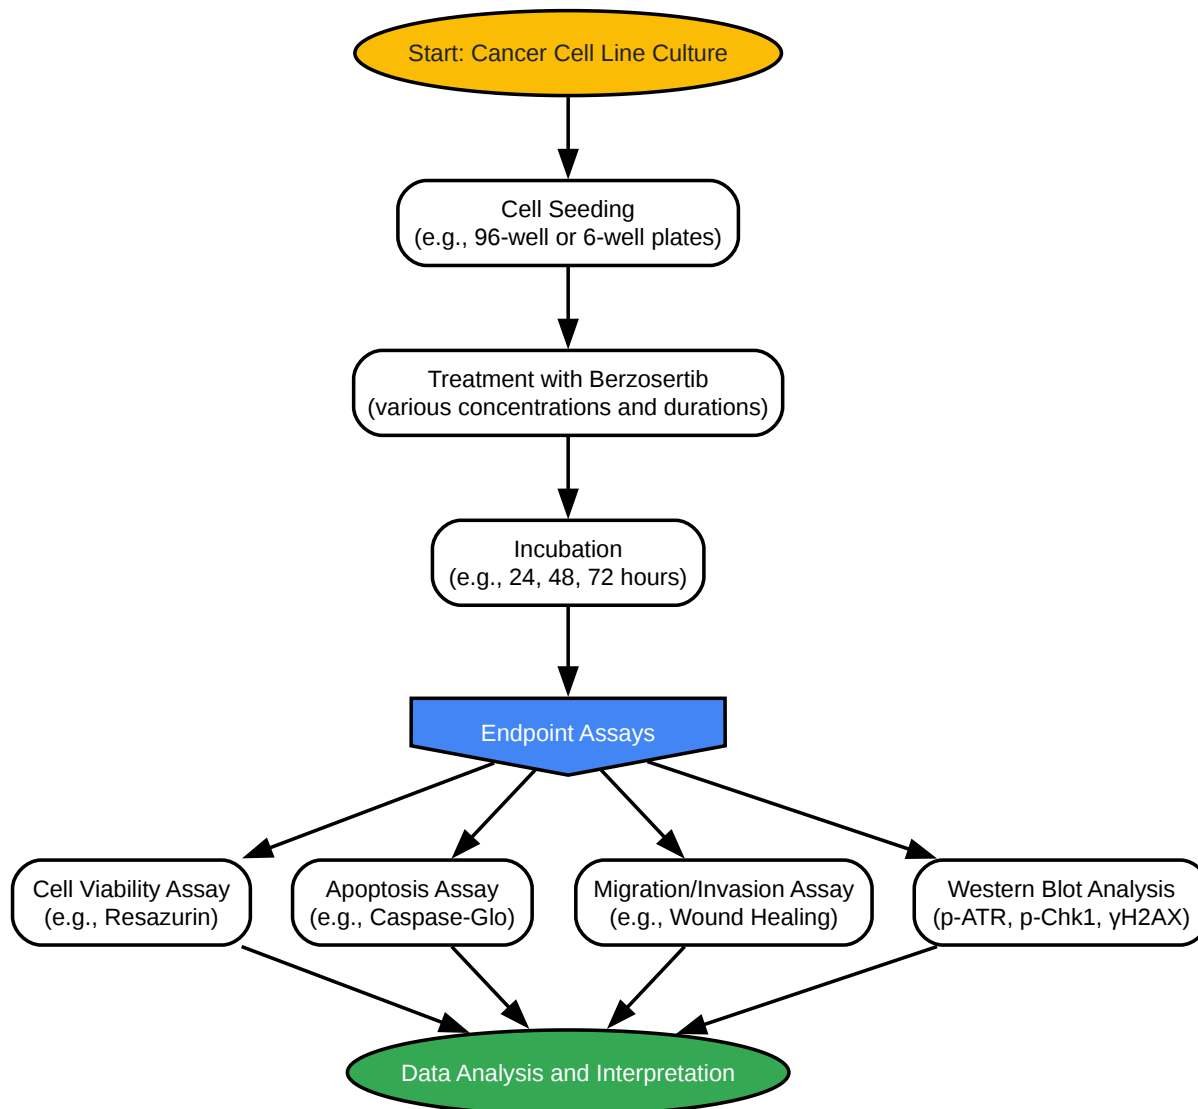 Start: Cancer Cell Line Culture
Cell Seeding
(e.g., 96-well or 6-well plates)
Treatment with Berzosertib
(various concentrations and durations)
Incubation
(e.g., 24, 48, 72 hours)
Endpoint Assays
Cell Viability Assay
(e.g., Resazurin)
Apoptosis Assay
(e.g., Caspase-Glo)
Migration/Invasion Assay
(e.g., Wound Healing)
Western Blot Analysis
(p-ATR, p-Chk1, γH2AX)
Data Analysis and Interpretation